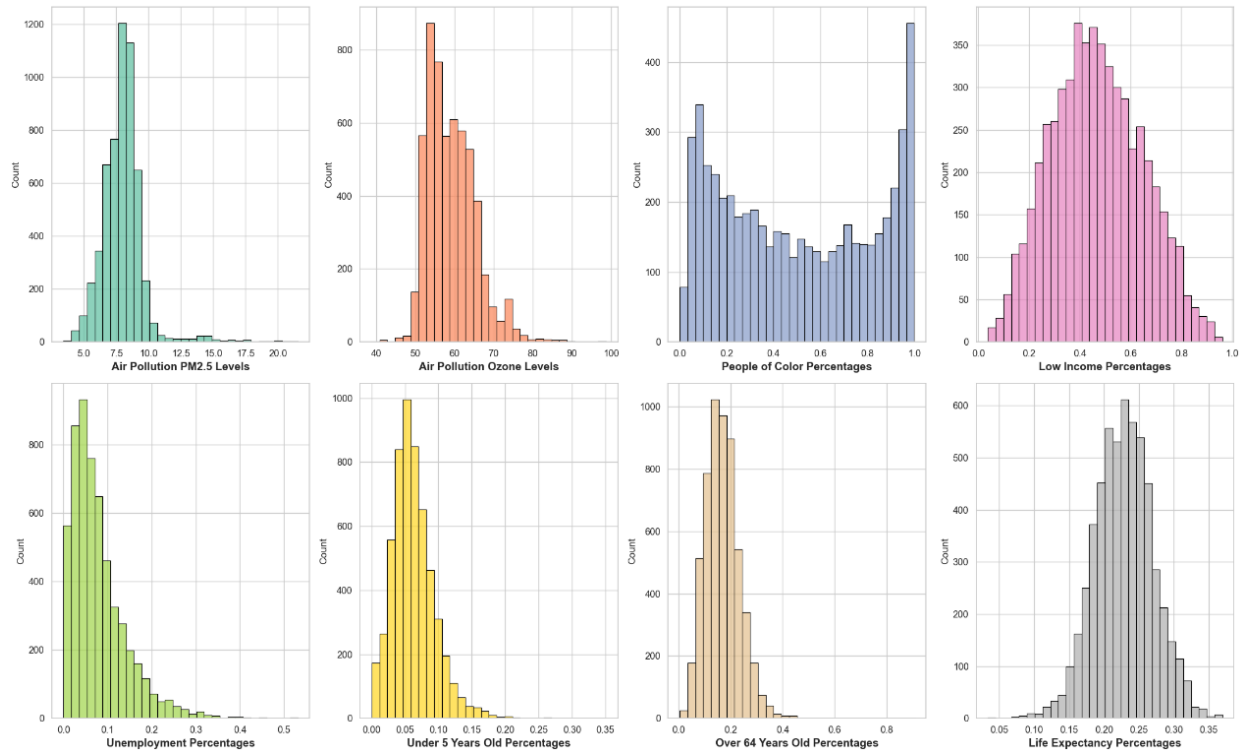 1200
1000
800
600
400
200
0
Count
5.0 7.5 10.0 12.5 15.0 17.5 20.0
Air Pollution PM2.5 Levels
800
600
400
200
0
Count
40 50 60 70 80 90 100
Air Pollution Ozone Levels
400
300
200
100
0
Count
0.0 0.2 0.4 0.6 0.8 1.0
People of Color Percentages
350
300
250
200
150
100
50
0
Count
0.0 0.2 0.4 0.6 0.8 1.0
Low Income Percentages
800
600
400
200
0
Count
0.0 0.1 0.2 0.3 0.4 0.5
Unemployment Percentages
1000
800
600
400
200
0
Count
0.00 0.05 0.10 0.15 0.20 0.25 0.30 0.35
Under 5 Years Old Percentages
1000
800
600
400
200
0
Count
0.0 0.2 0.4 0.6 0.8
Over 64 Years Old Percentages
600
500
400
300
200
100
0
Count
0.05 0.10 0.15 0.20 0.25 0.30 0.35
Life Expectancy Percentages